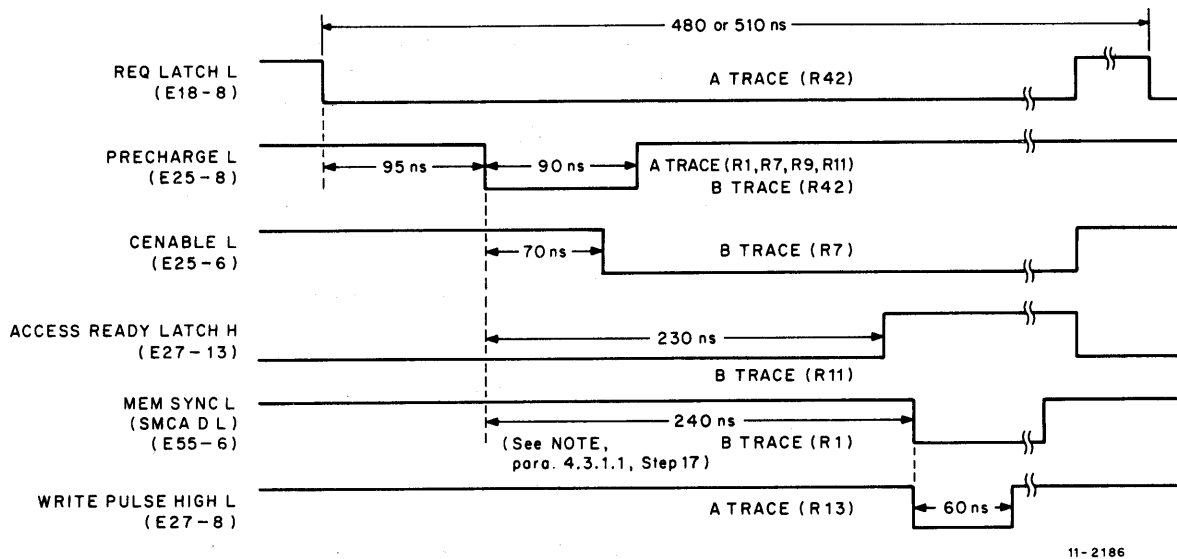 480 or 510 ns
REQ LATCH L
(E18-8)
A TRACE (R42)
PRECHARGE L
(E25-8)
95 ns
90 ns
A TRACE (R1, R7, R9, R11)
B TRACE (R42)
CENABLE L
(E25-6)
70 ns
B TRACE (R7)
ACCESS READY LATCH H
(E27-13)
230 ns
B TRACE (R11)
MEM SYNC L
(SMCA D L)
(E55-6)
240 ns
(See NOTE,
para. 4.3.1.1, Step 17)
B TRACE (R1)
WRITE PULSE HIGH L
(E27-8)
A TRACE (R13)
60 ns
11-2186